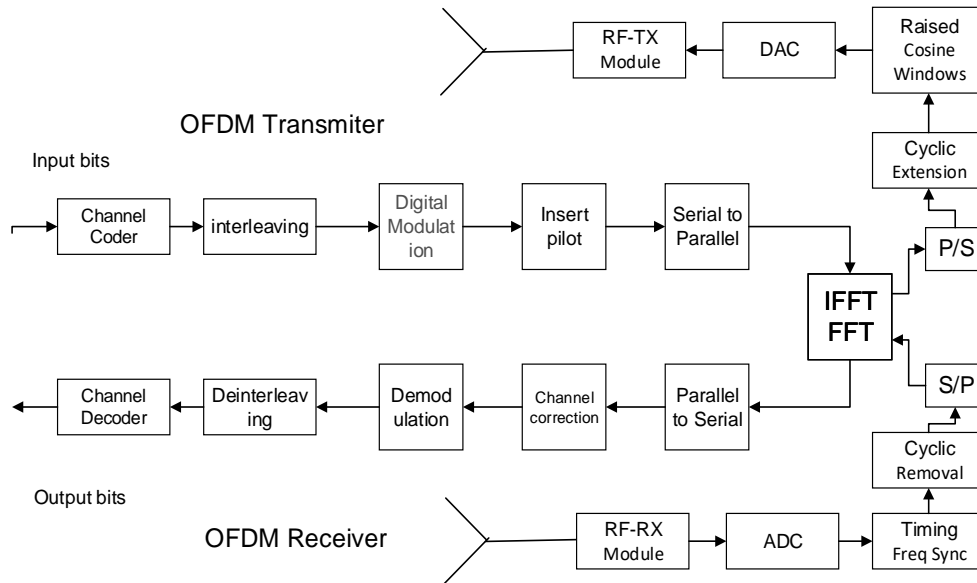 RF-TX
Module
DAC
Raised
Cosine
Windows
OFDM Transmiter
Input bits
Cyclic
Extension
Channel
Coder
interleaving
Digital
Modulat
ion
Insert
pilot
Serial to
Parallel
P/S
IFFT
FFT
S/P
Channel
Decoder
Deinterleav
ing
Demod
ulation
Channel
correction
Parallel
to Serial
Cyclic
Removal
Output bits
OFDM Receiver
RF-RX
Module
ADC
Timing
Freq Sync